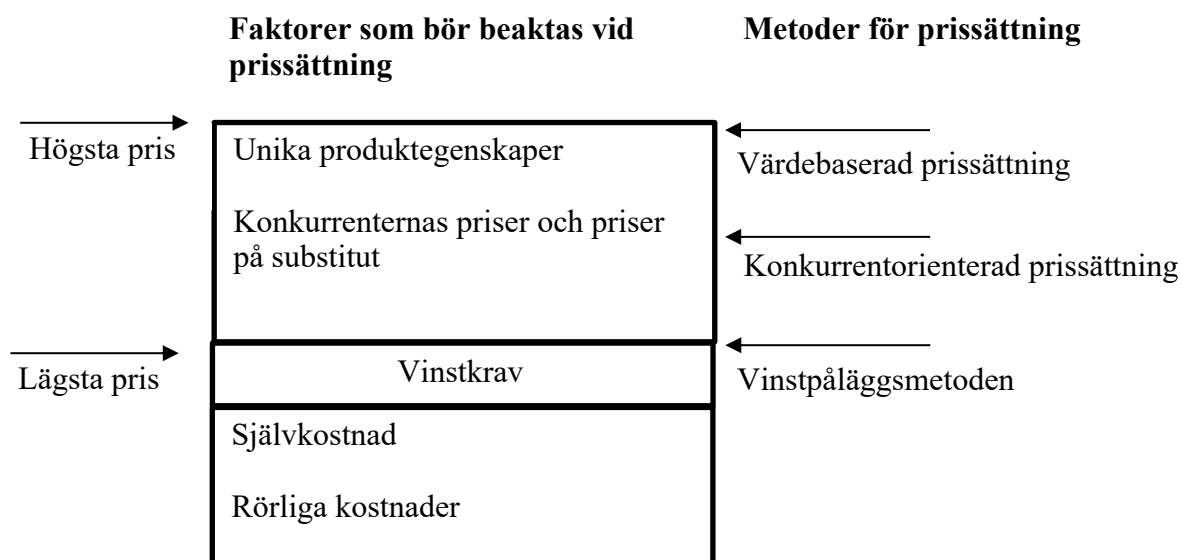 Faktorer som bör beaktas vid
prissättning
Metoder för prissättning
Högsta pris
Unika produktegenskaper
Värdebaserad prissättning
Konkurrenternas priser och priser
på substitut
Konkurrentorienterad prissättning
Lägsta pris
Vinstkrav
Vinstpåläggsmetoden
Självkostnad
Rörliga kostnader